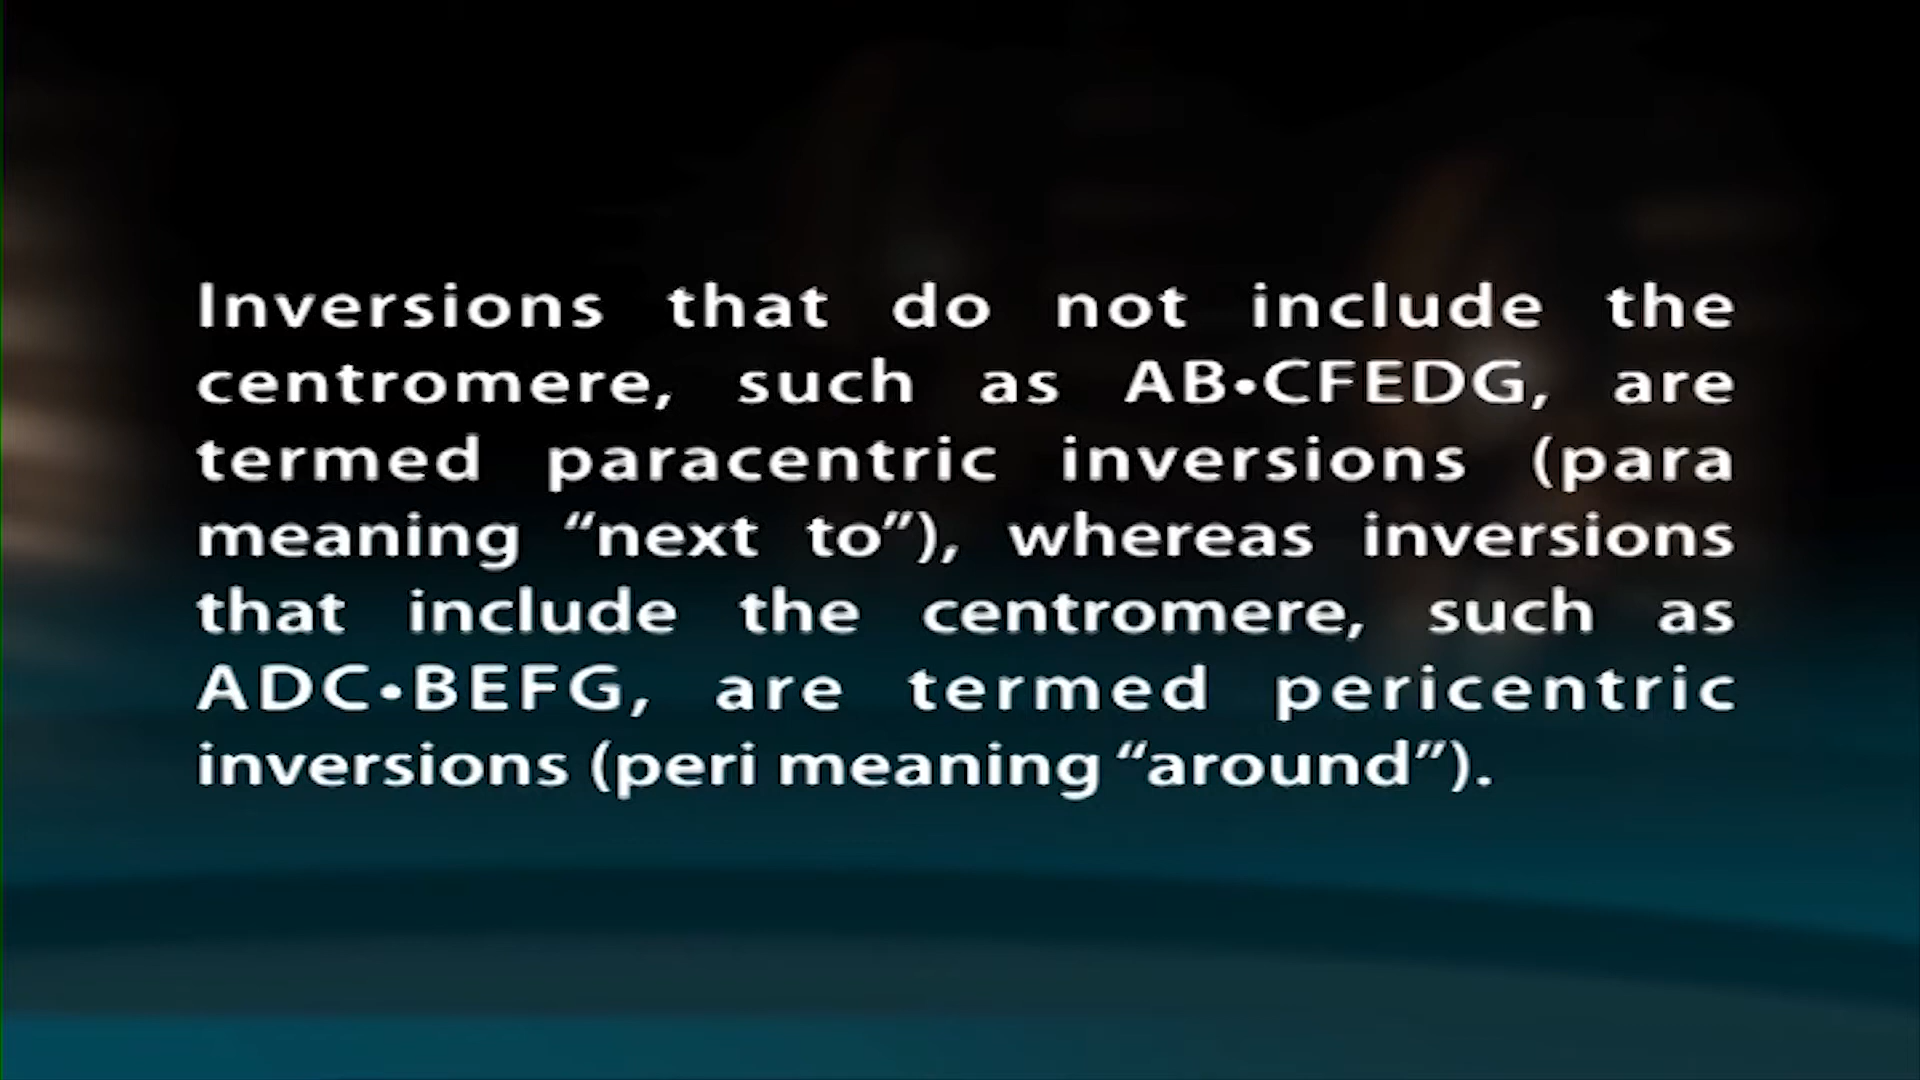 Inversions that do not include the
centromere, such as AB•CFEDG, are
termed paracentric inversions (para
meaning “next to”), whereas inversions
that include the centromere, such as
ADC•BEFG, are termed pericentric
inversions (peri meaning “around”).